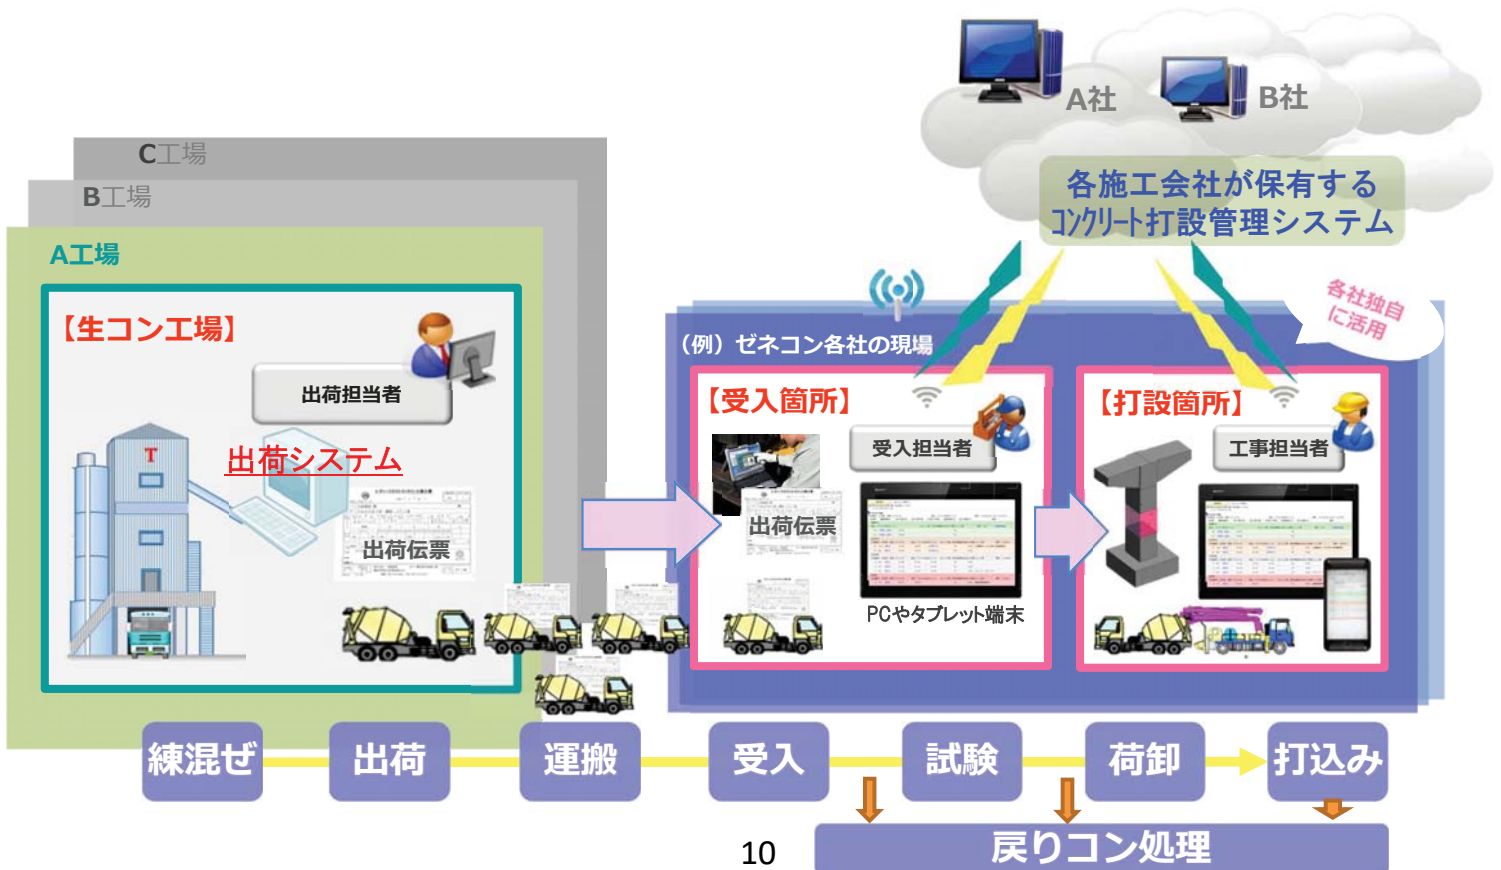 A社
B社
各施工会社が保有する
コンクリート打設管理システム
C工場
B工場
A工場
【生コン工場】
出荷担当者
T
出荷システム
出荷伝票
（例）ゼネコン各社の現場
各社独自
に活用
【受入箇所】
受入担当者
出荷伝票
PCやタブレット端末
【打設箇所】
工事担当者
練混ぜ
出荷
運搬
受入
試験
荷卸
打込み
戻りコン処理
10